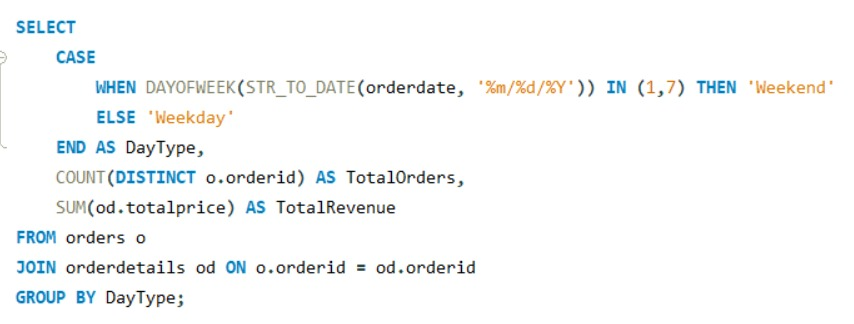 SELECT
CASE
WHEN DAYOFWEEK(STR_TO_DATE(orderdate, '%m/%d/%Y')) IN (1,7) THEN 'Weekend'
ELSE 'Weekday'
END AS DayType,
COUNT(DISTINCT o.orderid) AS TotalOrders,
SUM(od.totalprice) AS TotalRevenue
FROM orders o
JOIN orderdetails od ON o.orderid = od.orderid
GROUP BY DayType;